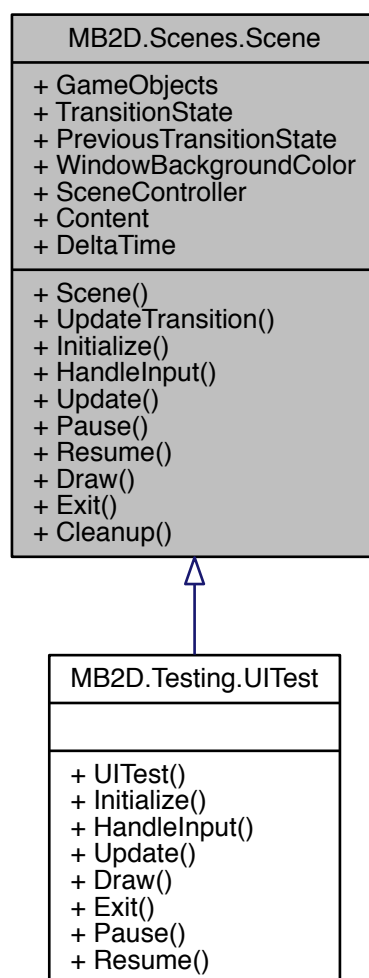 MB2D.Scenes.Scene
+ GameObjects
+ TransitionState
+ PreviousTransitionState
+ WindowBackgroundColor
+ SceneController
+ Content
+ DeltaTime
+ Scene()
+ UpdateTransition()
+ Initialize()
+ HandleInput()
+ Update()
+ Pause()
+ Resume()
+ Draw()
+ Exit()
+ Cleanup()
MB2D.Testing.UITest
+ UITest()
+ Initialize()
+ HandleInput()
+ Update()
+ Draw()
+ Exit()
+ Pause()
+ Resume()